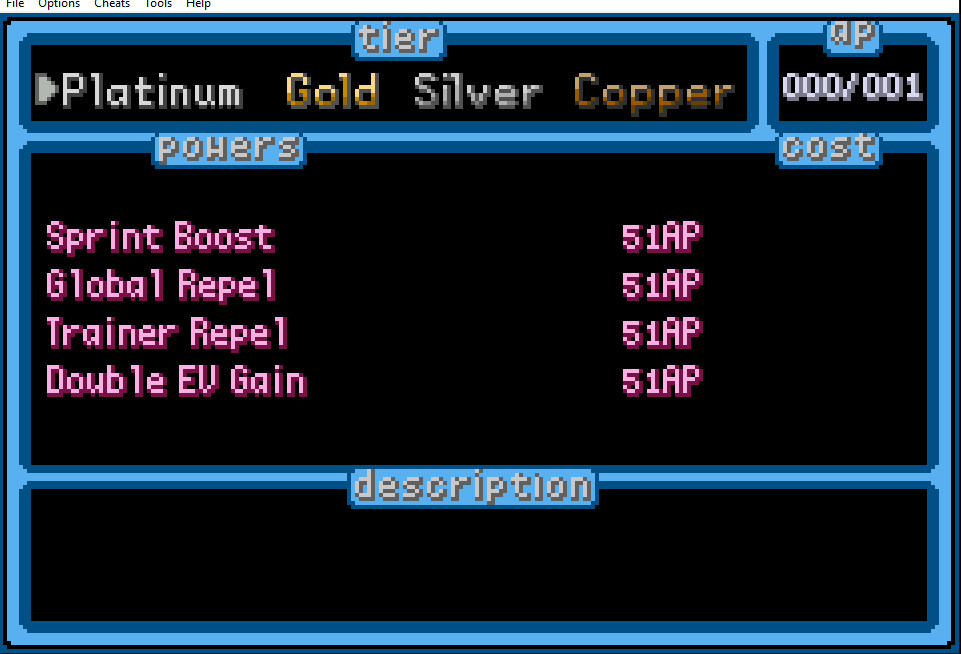 File Options Cheats Tools Help
tier
ap
Platinum Gold Silver Copper
000/001
powers
cost
Sprint Boost 51AP
Global Repel 51AP
Trainer Repel 51AP
Double EV Gain 51AP
description